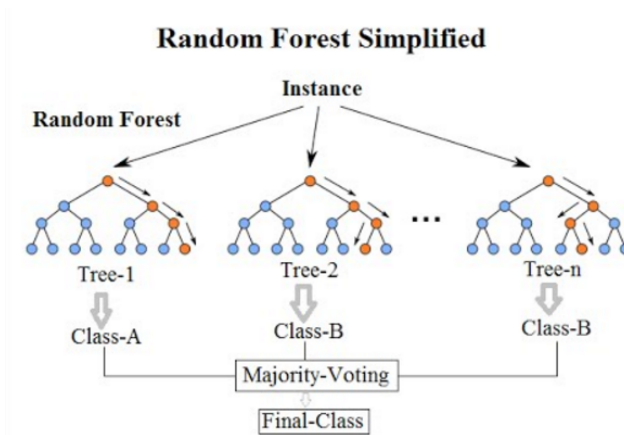 Random Forest Simplified
Instance
Random Forest
...
Tree-1
Tree-2
Tree-n
Class-A
Class-B
Class-B
Majority-Voting
Final-Class